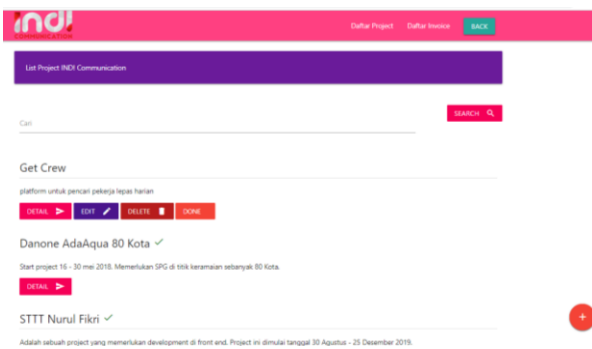 INDI
COMMUNICATION
Daftar Project Daftar Invoice BACK
List Project INDI Communication
Cari SEARCH
Get Crew
platform untuk pencari pekerja lepas harian
DETAIL EDIT DELETE DONE
Danone AdaAqua 80 Kota
Start project 16 - 30 mei 2018. Memerlukan SPG di titik keramaian sebanyak 80 Kota.
DETAIL
STTT Nurul Fikri
Adalah sebuah project yang memerlukan development di front end. Project ini dimulai tanggal 30 Agustus - 25 Desember 2019.